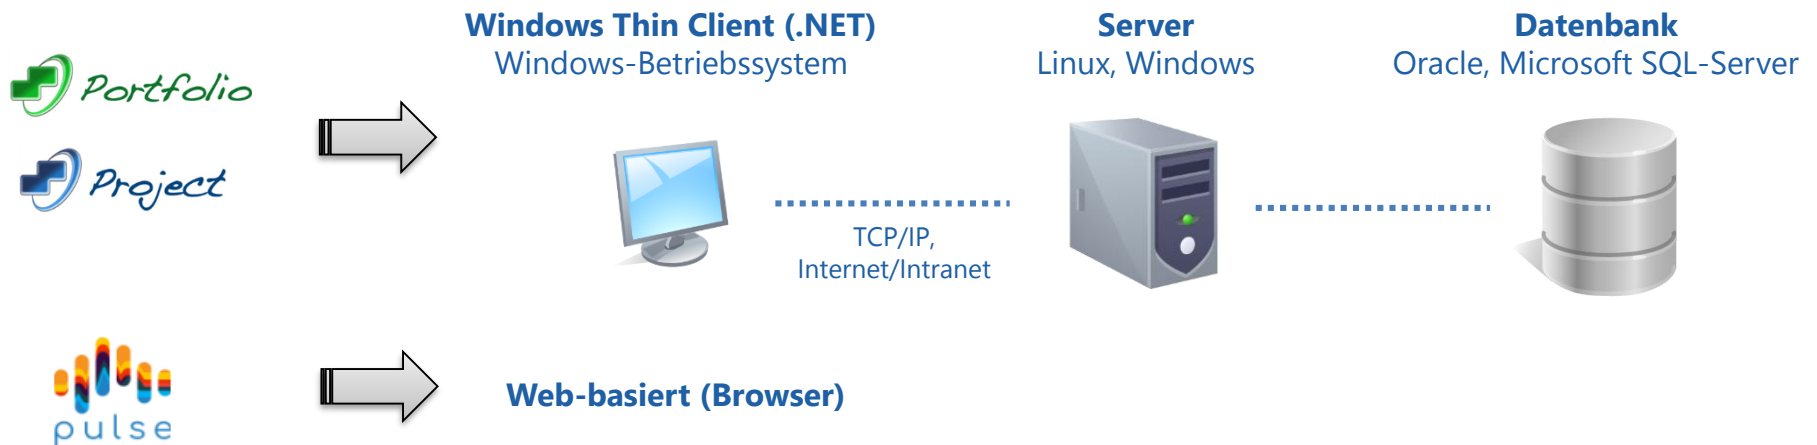 Windows Thin Client (.NET)
Windows-Betriebssystem
Server
Linux, Windows
Datenbank
Oracle, Microsoft SQL-Server
Portfolio
Project
TCP/IP,
Internet/Intranet
pulse
Web-basiert (Browser)